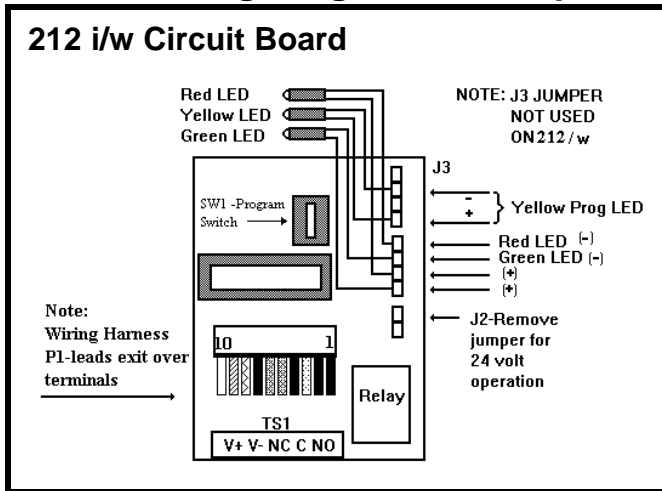 212 i/w Circuit Board
Red LED
Yellow LED
Green LED
NOTE: J3 JUMPER
NOT USED
ON 212 / w
J3
SW1 -Program
Switch
-
+
Yellow Prog LED
Red LED (-)
Green LED (-)
(+)
(+)
Note:
Wiring Harness
P1-leads exit over
terminals
J2-Remove
jumper for
24 volt
operation
10 1
Relay
TS1
V+ V- NC C NO